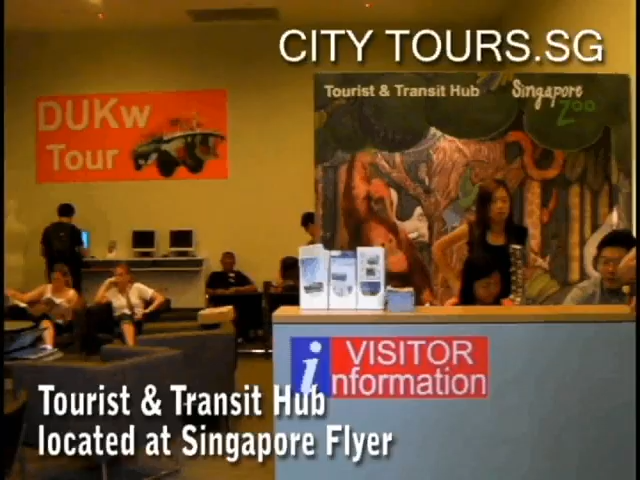 CITY TOURS.SG
Tourist & Transit Hub
Singapore
Zoo
DUKw
Tour
i VISITOR
nformation
Tourist & Transit Hub
located at Singapore Flyer